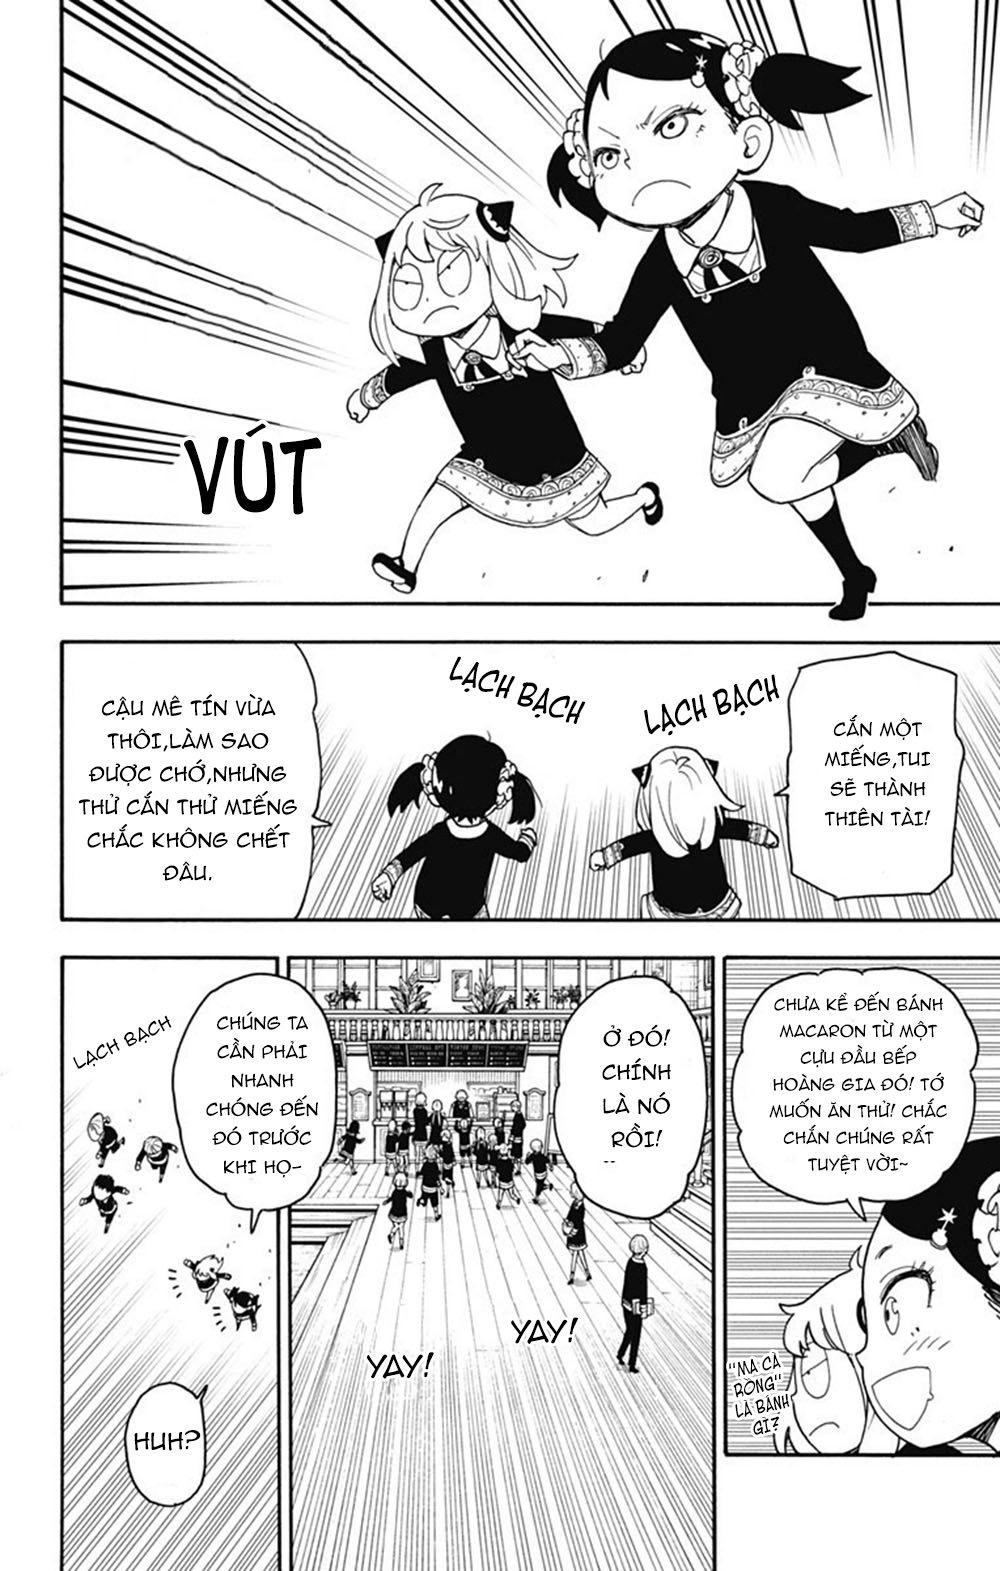 VÚT
CẮN MỘT
MIẾNG,TUI
SẼ THÀNH
THIÊN TÀI!
LẠCH BẠCH
LẠCH BẠCH
CẬU MÊ TÍN VỪA
THÔI,LÀM SAO
ĐƯỢC CHỚ,NHƯNG
THỬ CẮN THỬ MIẾNG
CHẮC KHÔNG CHẾT
ĐÂU.
CHƯA KỂ ĐẾN BÁNH
MACARON TỪ MỘT
CỰU ĐẦU BẾP
HOÀNG GIA ĐÓ! TỚ
MUỐN ĂN THỬ! CHẮC
CHẮN CHÚNG RẤT
TUYỆT VỜI~
"MA CÀ
RỒNG"
LÀ BÁNH
GÌ?
Ở ĐÓ!
CHÍNH
LÀ NÓ
RỒI!
YAY!
YAY!
CHÚNG TA
CẦN PHẢI
NHANH
CHÓNG ĐẾN
ĐÓ TRƯỚC
KHI HỌ-
LẠCH BẠCH
HUH?